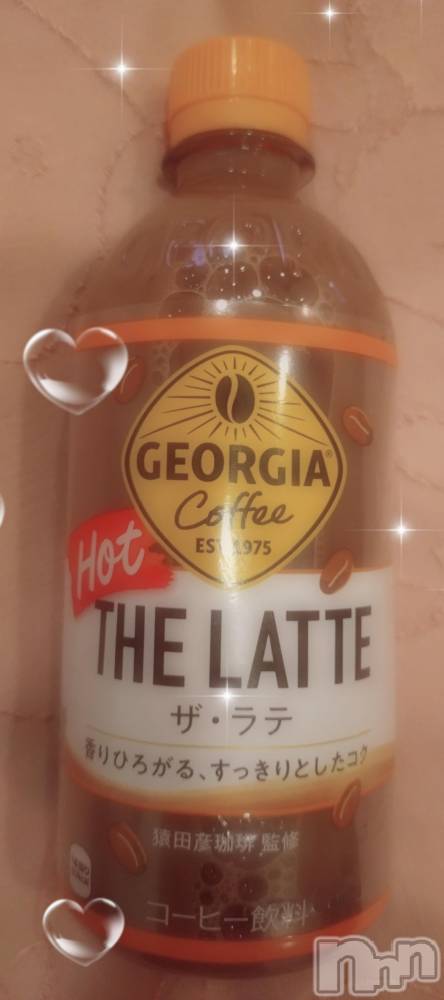 GEORGIA®
Coffee
EST. 1975
Hot
THE LATTE
ザ・ラテ
香りひろがる、すっきりとしたコク
猿田彦珈琲 監修
コーヒー飲料
nnn